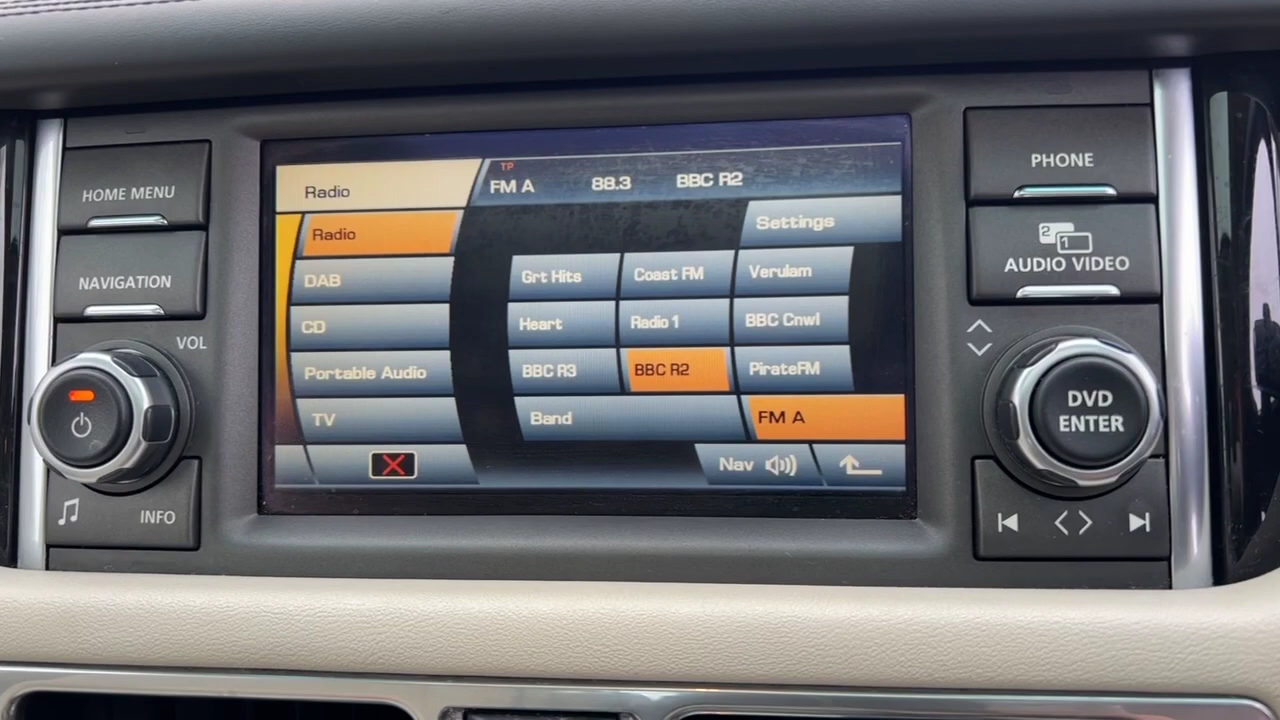 HOME MENU
NAVIGATION
VOL
INFO
Radio
TP
FM A 88.3 BBC R2
Radio
Settings
DAB
Grt Hits Coast FM Verulam
CD
Heart Radio 1 BBC Cnwl
Portable Audio
BBC R3 BBC R2 PirateFM
TV
Band FM A
Nav
PHONE
2 1
AUDIO VIDEO
DVD
ENTER